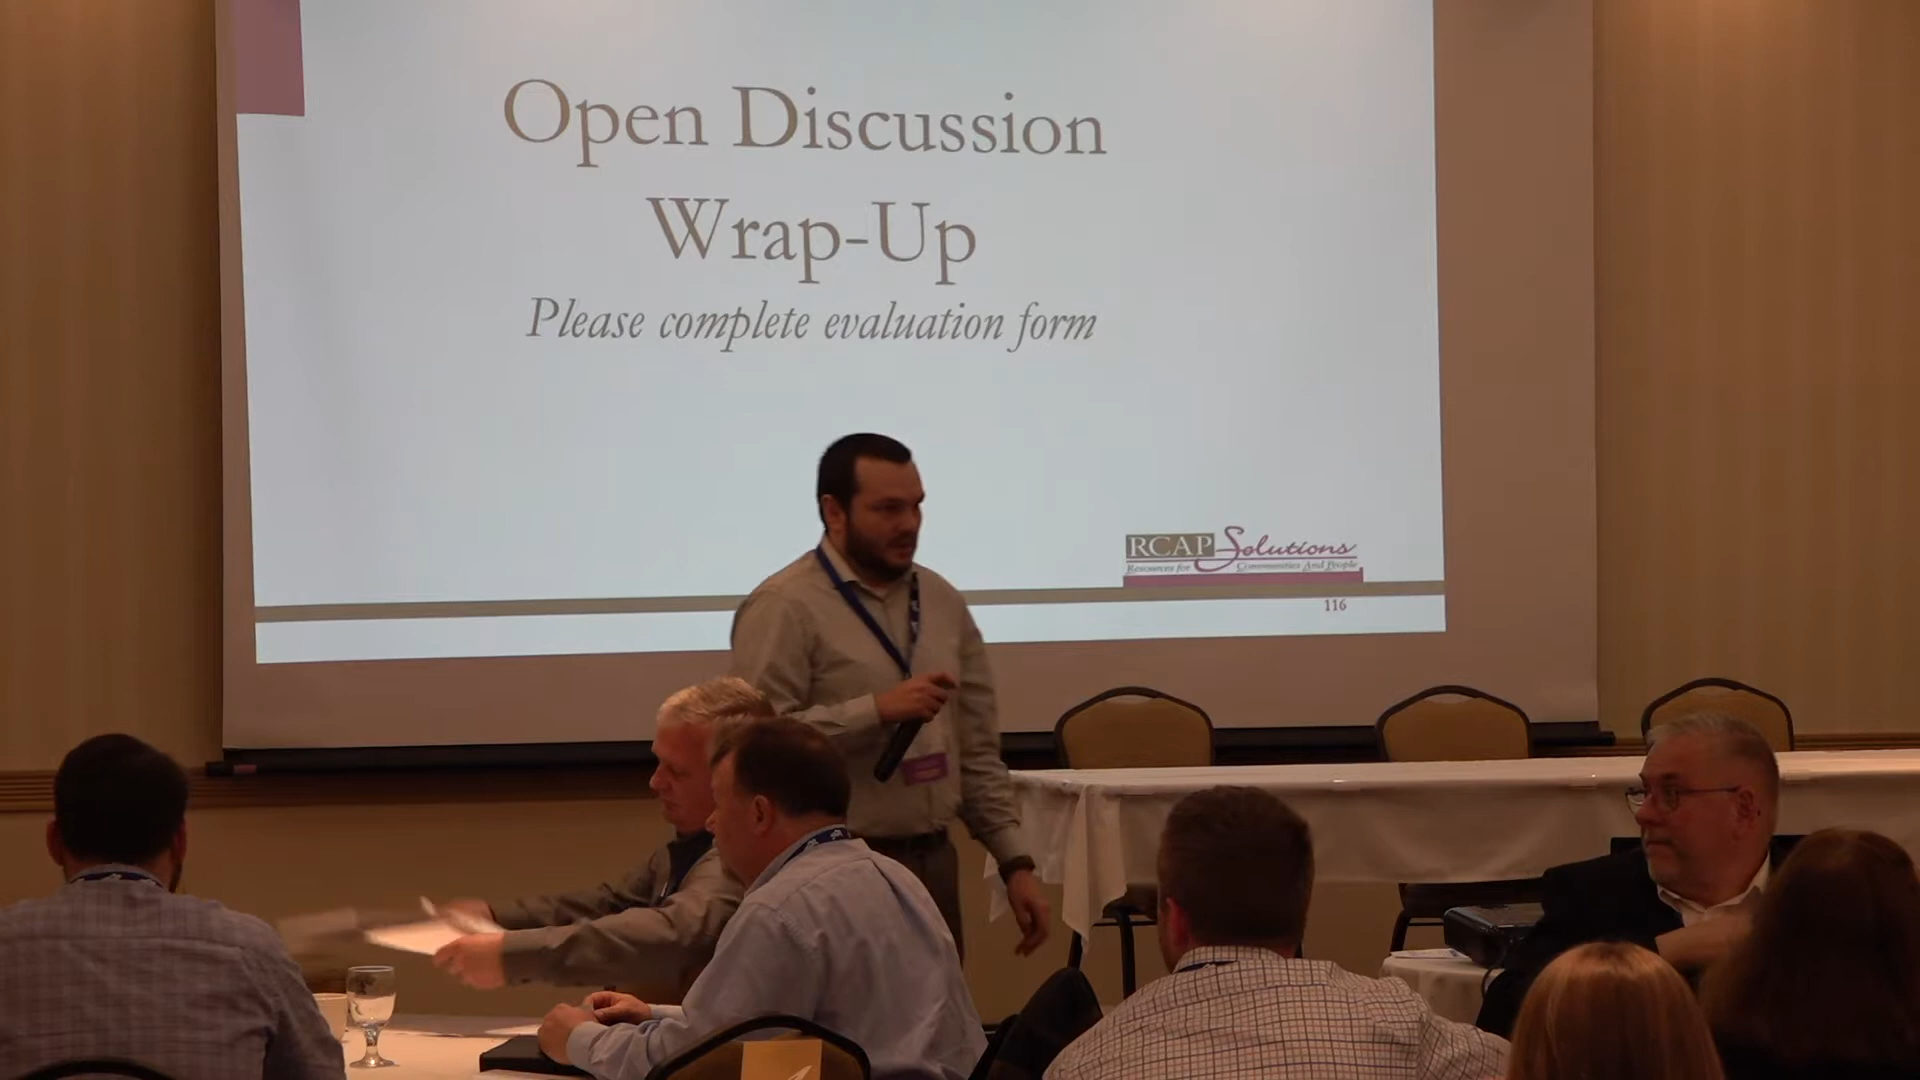 Open Discussion
Wrap-Up
Please complete evaluation form
RCAP Solutions
Resources for Communities And People
116